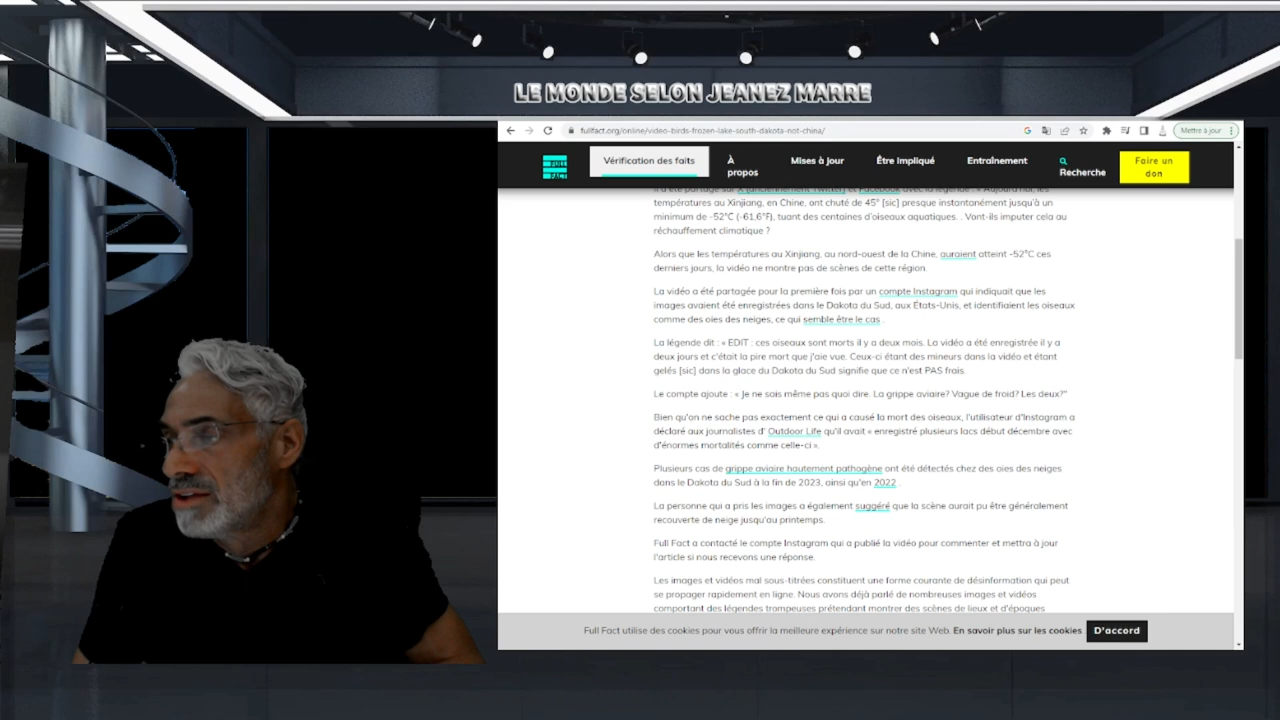 LE MONDE SELON JEANEZ MARRE
fullfact.org/online/video-birds-frozen-lake-south-dakota-not-china/
Mettre à jour
FULL
FACT
Vérification des faits
À
propos
Mises à jour
Être Impliqué
Entraînement
Recherche
Faire un
don
Il a été partagé sur X (anciennement Twitter) et Facebook avec la légende : « Aujourd'hui, les
températures au Xinjiang, en Chine, ont chuté de 45° [sic] presque instantanément jusqu'à un
minimum de -52°C (-61,6°F), tuant des centaines d'oiseaux aquatiques. . Vont-ils imputer cela au
réchauffement climatique ?
Alors que les températures au Xinjiang, au nord-ouest de la Chine, auraient atteint -52°C ces
derniers jours, la vidéo ne montre pas de scènes de cette région.
La vidéo a été partagée pour la première fois par un compte Instagram qui indiquait que les
images avaient été enregistrées dans le Dakota du Sud, aux États-Unis, et identifiaient les oiseaux
comme des oies des neiges, ce qui semble être le cas .
La légende dit : « EDIT : ces oiseaux sont morts il y a deux mois. La vidéo a été enregistrée il y a
deux jours et c'était la pire mort que j'aie vue. Ceux-ci étant des mineurs dans la vidéo et étant
gelés [sic] dans la glace du Dakota du Sud signifie que ce n'est PAS frais.
Le compte ajoute : « Je ne sais même pas quoi dire. La grippe aviaire? Vague de froid? Les deux?"
Bien qu'on ne sache pas exactement ce qui a causé la mort des oiseaux, l'utilisateur d'Instagram a
déclaré aux journalistes d' Outdoor Life qu'il avait « enregistré plusieurs lacs début décembre avec
d'énormes mortalités comme celle-ci ».
Plusieurs cas de grippe aviaire hautement pathogène ont été détectés chez des oies des neiges
dans le Dakota du Sud à la fin de 2023, ainsi qu'en 2022 .
La personne qui a pris les images a également suggéré que la scène aurait pu être généralement
recouverte de neige jusqu'au printemps.
Full Fact a contacté le compte Instagram qui a publié la vidéo pour commenter et mettra à jour
l'article si nous recevons une réponse.
Les images et vidéos mal sous-titrées constituent une forme courante de désinformation qui peut
se propager rapidement en ligne. Nous avons déjà parlé de nombreuses images et vidéos
comportant des légendes trompeuses prétendant montrer des scènes de lieux et d'époques
Full Fact utilise des cookies pour vous offrir la meilleure expérience sur notre site Web. En savoir plus sur les cookies
D'accord